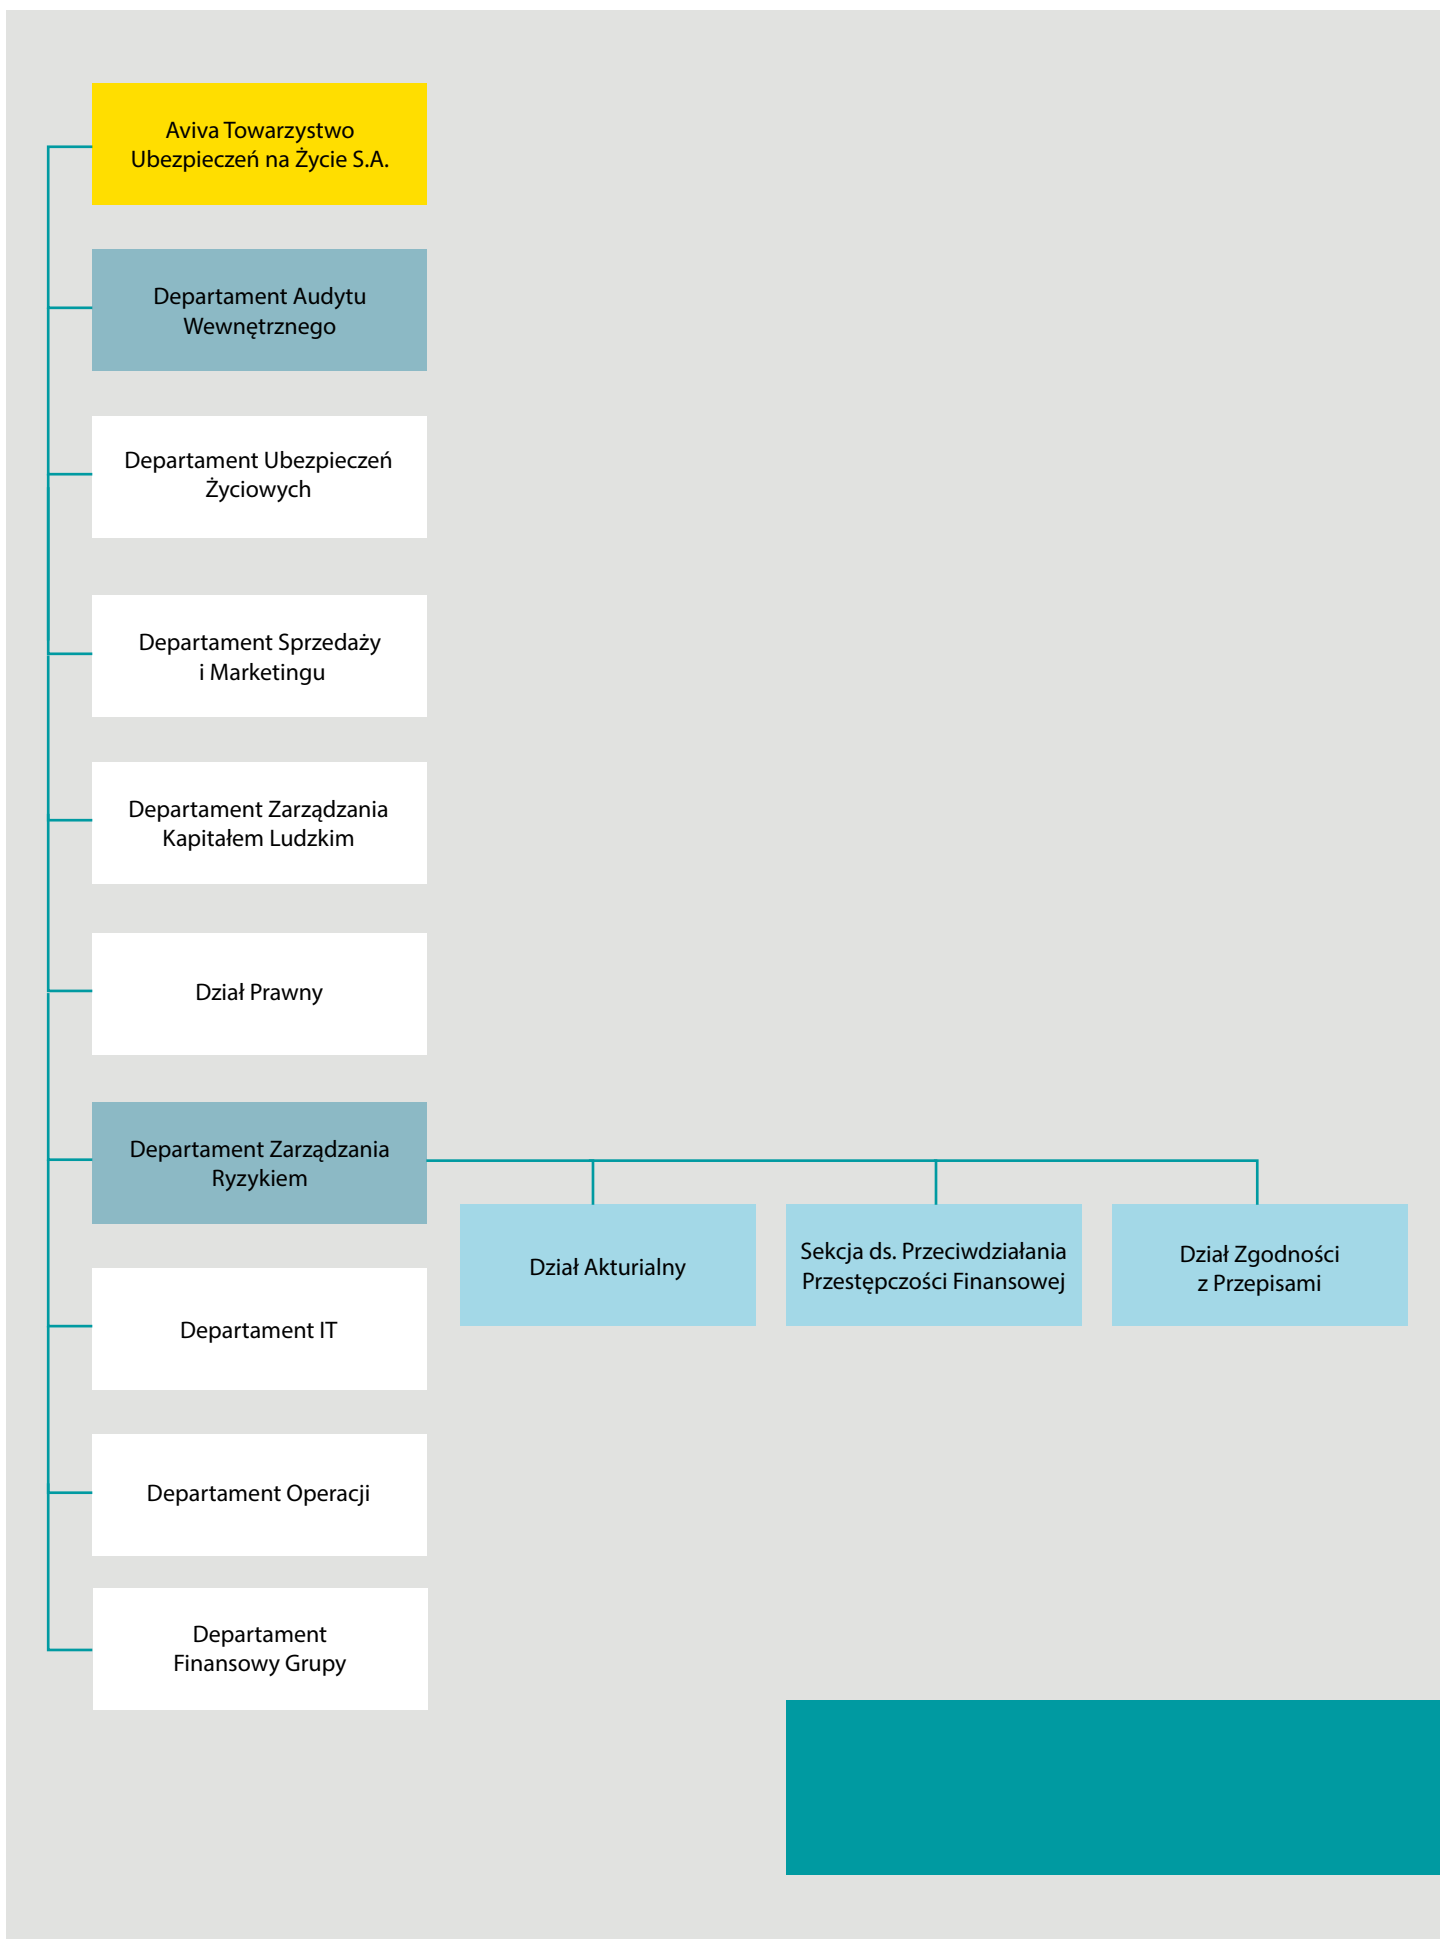 Aviva Towarzystwo
Ubezpieczeń na Życie S.A.
Departament Audytu
Wewnętrznego
Departament Ubezpieczeń
Życiowych
Departament Sprzedaży
i Marketingu
Departament Zarządzania
Kapitałem Ludzkim
Dział Prawny
Departament Zarządzania
Ryzykiem
Dział Akturialny
Sekcja ds. Przeciwdziałania
Przestępczości Finansowej
Dział Zgodności
z Przepisami
Departament IT
Departament Operacji
Departament
Finansowy Grupy